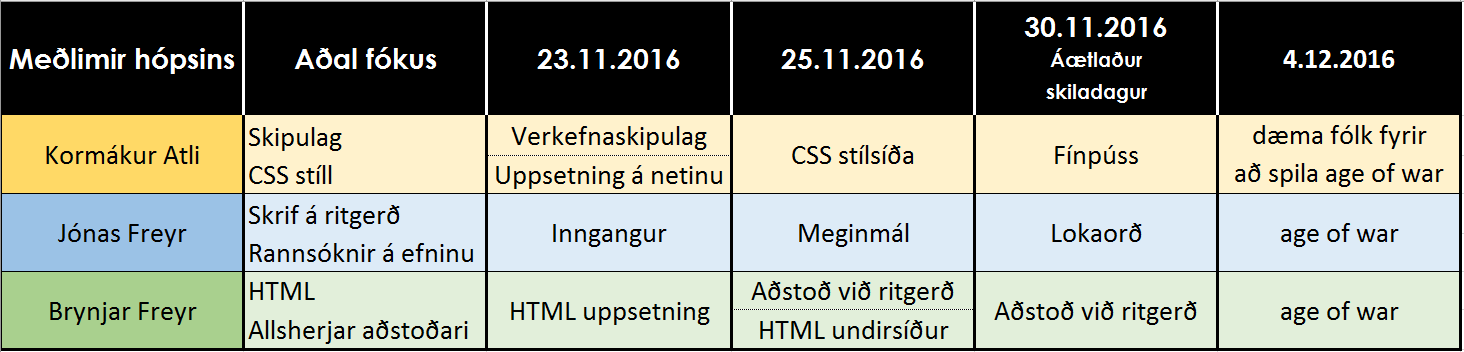 Meðlimir hópsins
Aðal fókus
23.11.2016
25.11.2016
30.11.2016
Áætlaður
skiladagur
4.12.2016
Kormákur Atli
Skipulag
CSS stíll
Verkefnaskipulag
Uppsetning á netinu
CSS stílsíða
Fínpúss
dæma fólk fyrir
að spila age of war
Jónas Freyr
Skrif á ritgerð
Rannsóknir á efninu
Inngangur
Meginmál
Lokaorð
age of war
Brynjar Freyr
HTML
Allsherjar aðstoðari
HTML uppsetning
Aðstoð við ritgerð
HTML undirsíður
Aðstoð við ritgerð
age of war